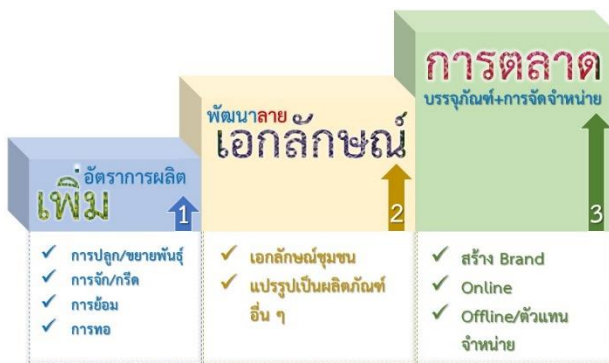 เพิ่ม อัตราการผลิต
1
✓ การปลูก/ขยายพันธุ์
✓ การจัก/กรีด
✓ การย้อม
✓ การทอ
พัฒนาลาย
เอกลักษณ์
2
✓ เอกลักษณ์ชุมชน
✓ แปรรูปเป็นผลิตภัณฑ์
อื่น ๆ
การตลาด
บรรจุภัณฑ์+การจัดจำหน่าย
3
✓ สร้าง Brand
✓ Online
✓ Offline/ตัวแทน
จำหน่าย